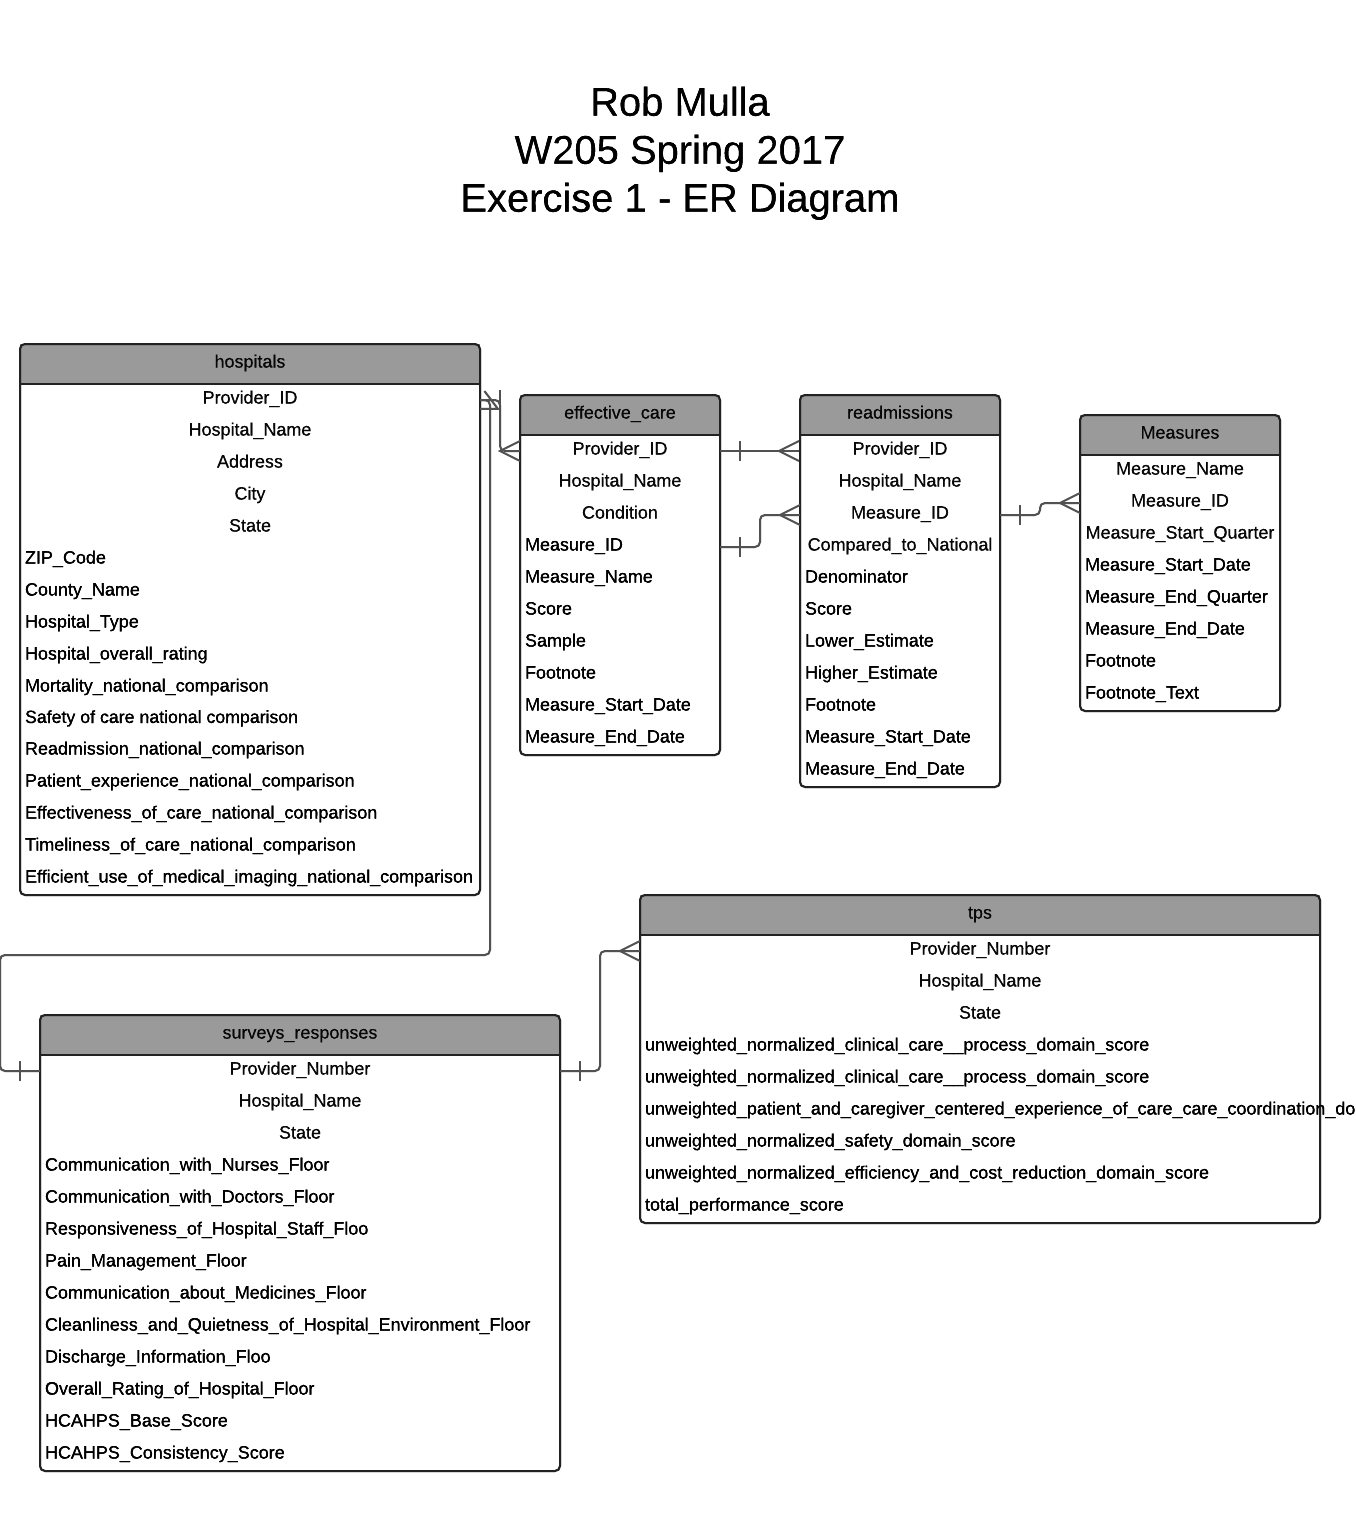 Rob Mulla
W205 Spring 2017
Exercise 1 - ER Diagram
hospitals
Provider_ID
Hospital_Name
Address
City
State
ZIP_Code
County_Name
Hospital_Type
Hospital_overall_rating
Mortality_national_comparison
Safety of care national comparison
Readmission_national_comparison
Patient_experience_national_comparison
Effectiveness_of_care_national_comparison
Timeliness_of_care_national_comparison
Efficient_use_of_medical_imaging_national_comparison
effective_care
Provider_ID
Hospital_Name
Condition
Measure_ID
Measure_Name
Score
Sample
Footnote
Measure_Start_Date
Measure_End_Date
readmissions
Provider_ID
Hospital_Name
Measure_ID
Compared_to_National
Denominator
Score
Lower_Estimate
Higher_Estimate
Footnote
Measure_Start_Date
Measure_End_Date
Measures
Measure_Name
Measure_ID
Measure_Start_Quarter
Measure_Start_Date
Measure_End_Quarter
Measure_End_Date
Footnote
Footnote_Text
surveys_responses
Provider_Number
Hospital_Name
State
Communication_with_Nurses_Floor
Communication_with_Doctors_Floor
Responsiveness_of_Hospital_Staff_Floo
Pain_Management_Floor
Communication_about_Medicines_Floor
Cleanliness_and_Quietness_of_Hospital_Environment_Floor
Discharge_Information_Floo
Overall_Rating_of_Hospital_Floor
HCAHPS_Base_Score
HCAHPS_Consistency_Score
tps
Provider_Number
Hospital_Name
State
unweighted_normalized_clinical_care__process_domain_score
unweighted_normalized_clinical_care__process_domain_score
unweighted_patient_and_caregiver_centered_experience_of_care_care_coordination_do
unweighted_normalized_safety_domain_score
unweighted_normalized_efficiency_and_cost_reduction_domain_score
total_performance_score